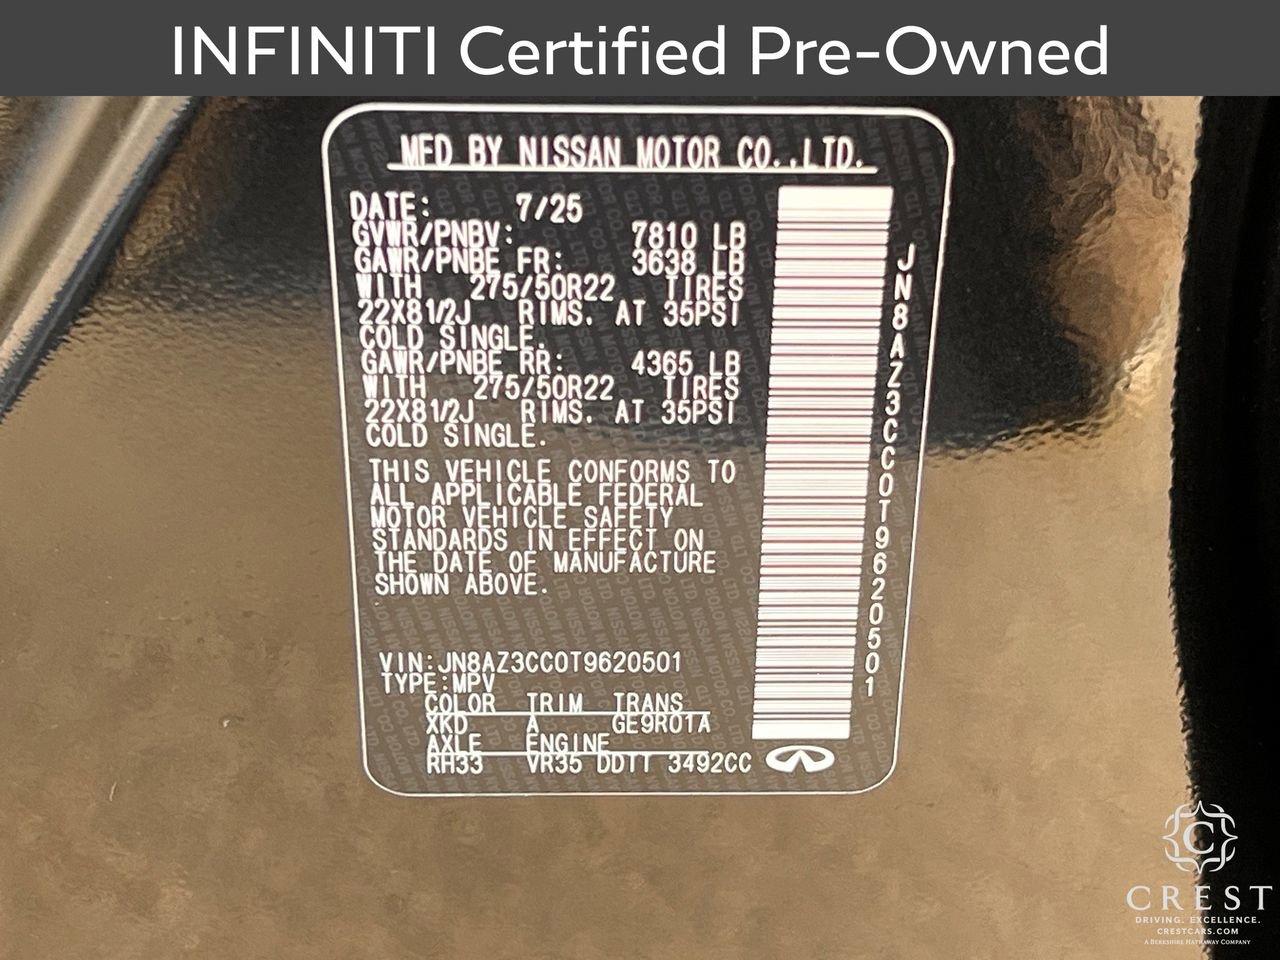 INFINITI Certified Pre-Owned
MFD BY NISSAN MOTOR CO.,LTD.
DATE: 7/25
GVWR/PNBV: 7810 LB
GAWR/PNBE FR: 3638 LB
WITH 275/50R22 TIRES
22X81/2J RIMS. AT 35PSI
COLD SINGLE.
GAWR/PNBE RR: 4365 LB
WITH 275/50R22 TIRES
22X81/2J RIMS. AT 35PSI
COLD SINGLE.
THIS VEHICLE CONFORMS TO
ALL APPLICABLE FEDERAL
MOTOR VEHICLE SAFETY
STANDARDS IN EFFECT ON
THE DATE OF MANUFACTURE
SHOWN ABOVE.
VIN:JN8AZ3CC0T9620501
TYPE:MPV
COLOR TRIM TRANS
XKD A GE9R01A
AXLE ENGINE
RH33 VR35 DDTT 3492CC
JN8AZ3CC0T9620501
C
CREST
DRIVING. EXCELLENCE.
CRESTCARS.COM
A BERKSHIRE HATHAWAY COMPANY